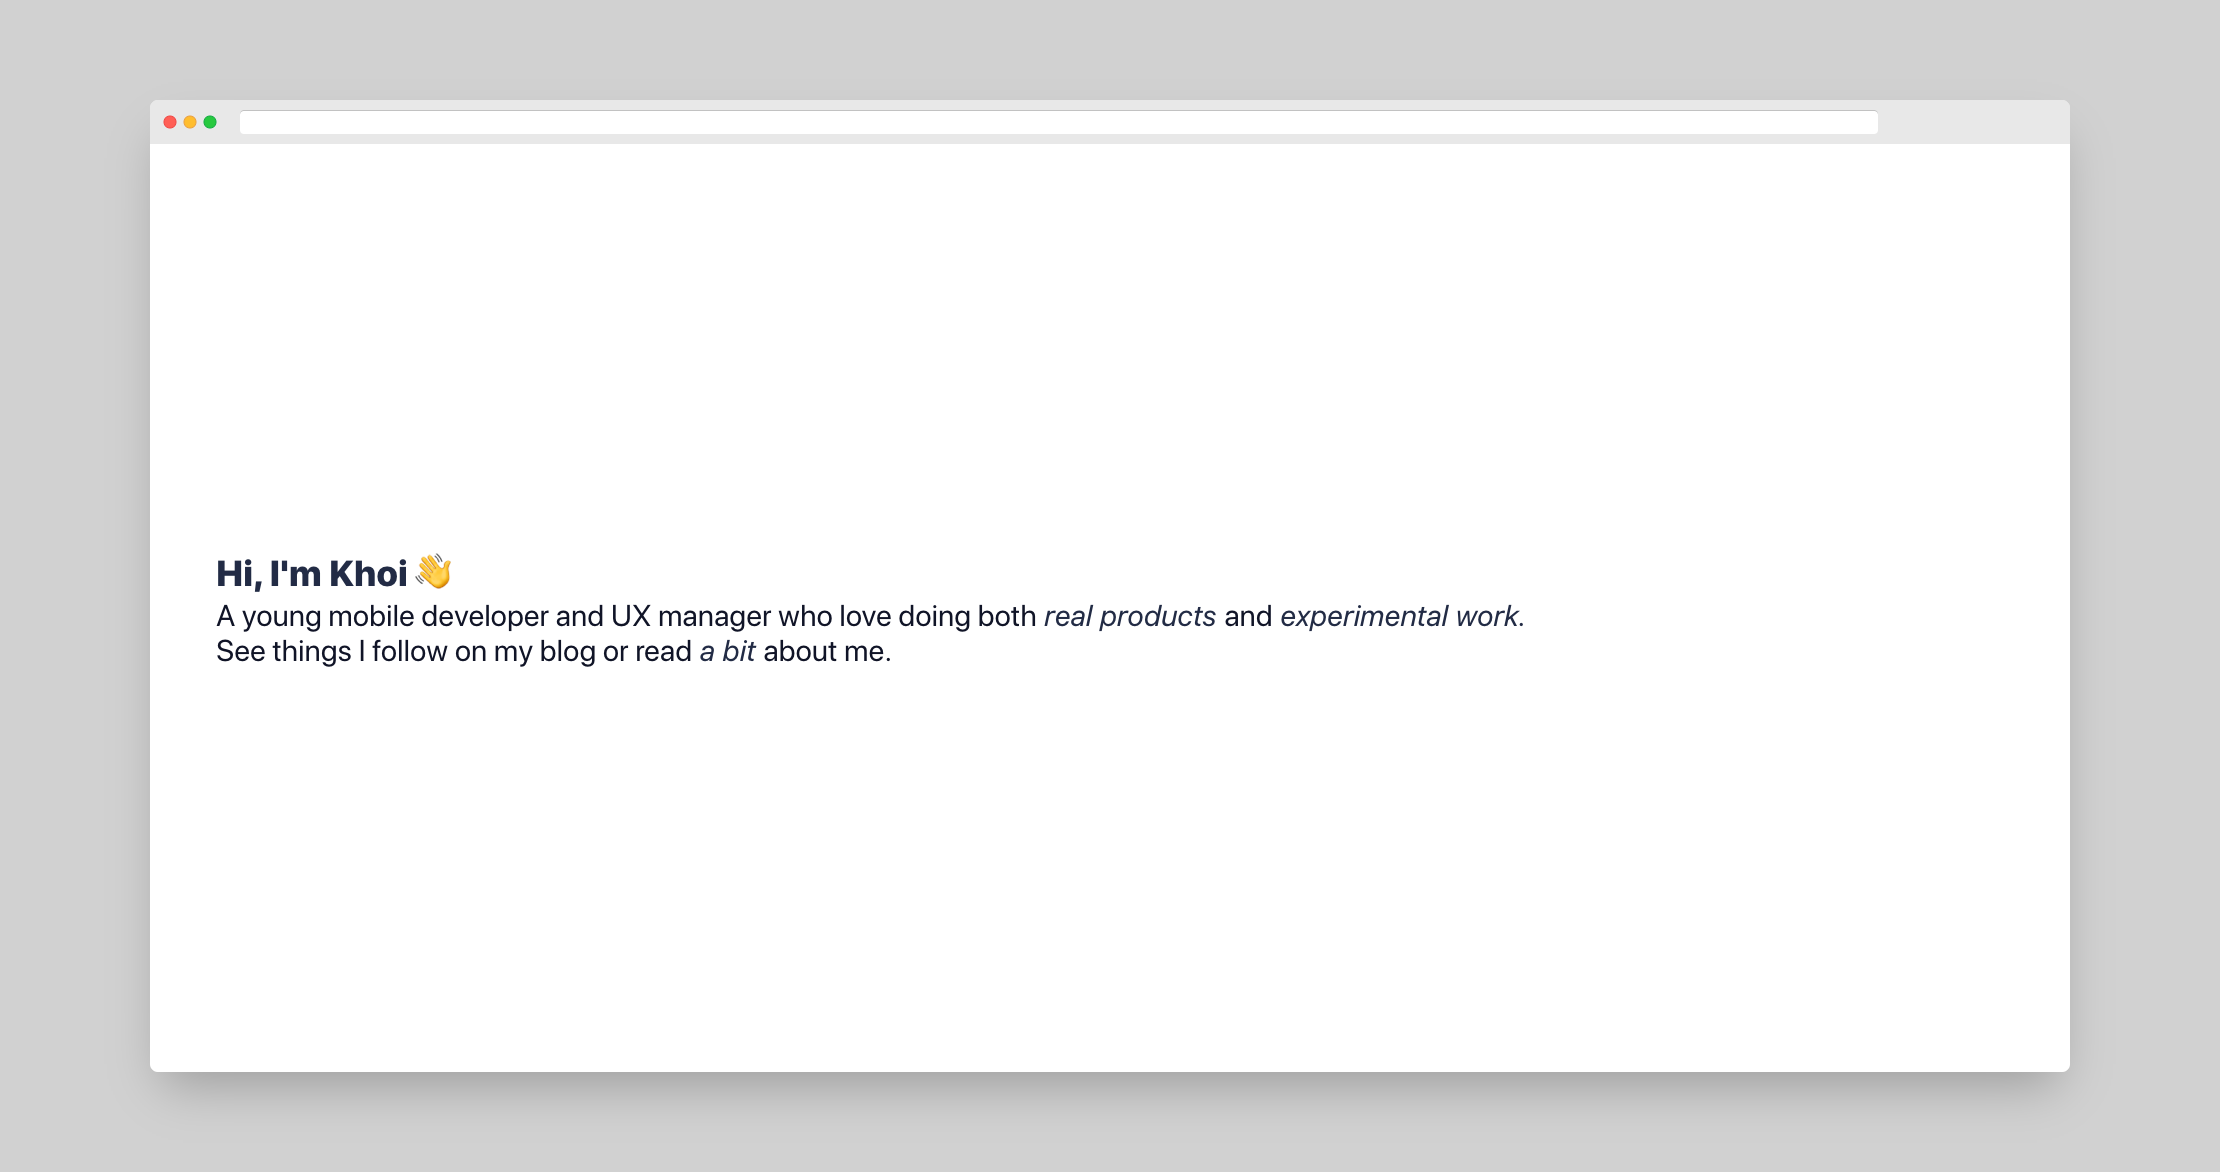 Hi, I'm Khoi 👋
A young mobile developer and UX manager who love doing both real products and experimental work.
See things I follow on my blog or read a bit about me.